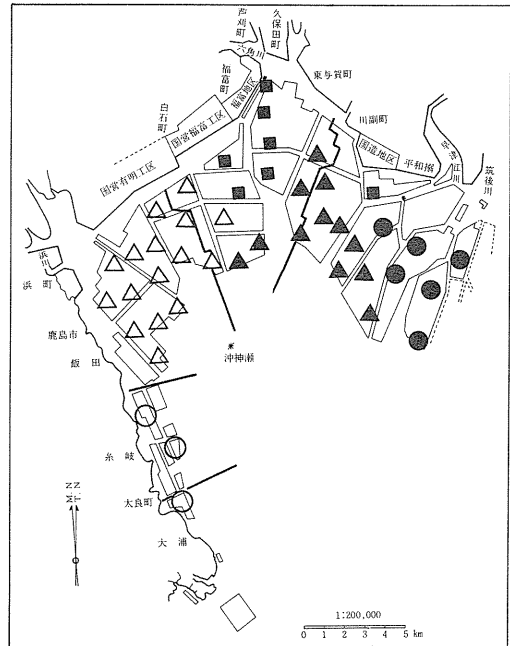 芦刈町
久保田町
六角川
東与賀町
福富町
福富地区
川副町
白石町
国営福富工区
国造地区
平和搦
早津江川
筑後川
国営有明工区
浜川
浜町
鹿島市
飯田
沖神瀬
糸岐
太良町
大浦
M.N
T.N
1:200,000
0 1 2 3 4 5 km